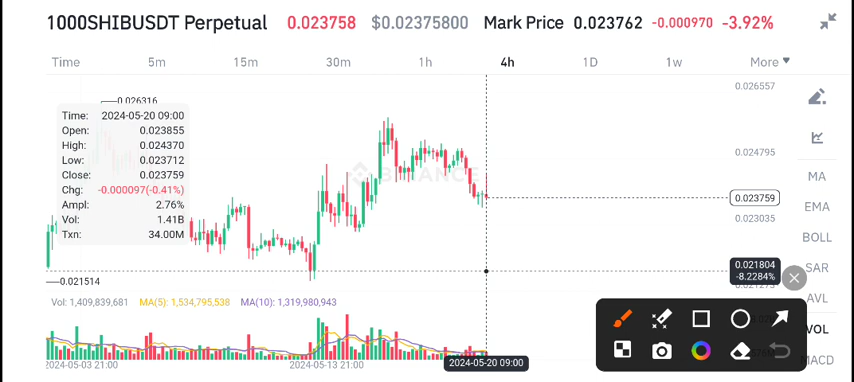 1000SHIBUSDT Perpetual 0.023758 $0.02375800 Mark Price 0.023762 -0.000970 -3.92%
Time 5m 15m 30m 1h 4h 1D 1w More
0.026557
0.026316
Time: 2024-05-20 09:00
Open: 0.023855
High: 0.024370
Low: 0.023712
Close: 0.023759
Chg: -0.000097(-0.41%)
Ampl: 2.76%
Vol: 1.41B
Txn: 34.00M
BINANCE
0.024795
0.023759
0.023035
0.021804
-8.2284%
0.021514
MA
EMA
BOLL
SAR
AVL
VOL
MACD
Vol: 1,409,839,681 MA(5): 1,534,795,538 MA(10): 1,319,980,943
2024-05-03 21:00 2024-05-13 21:00 2024-05-20 09:00